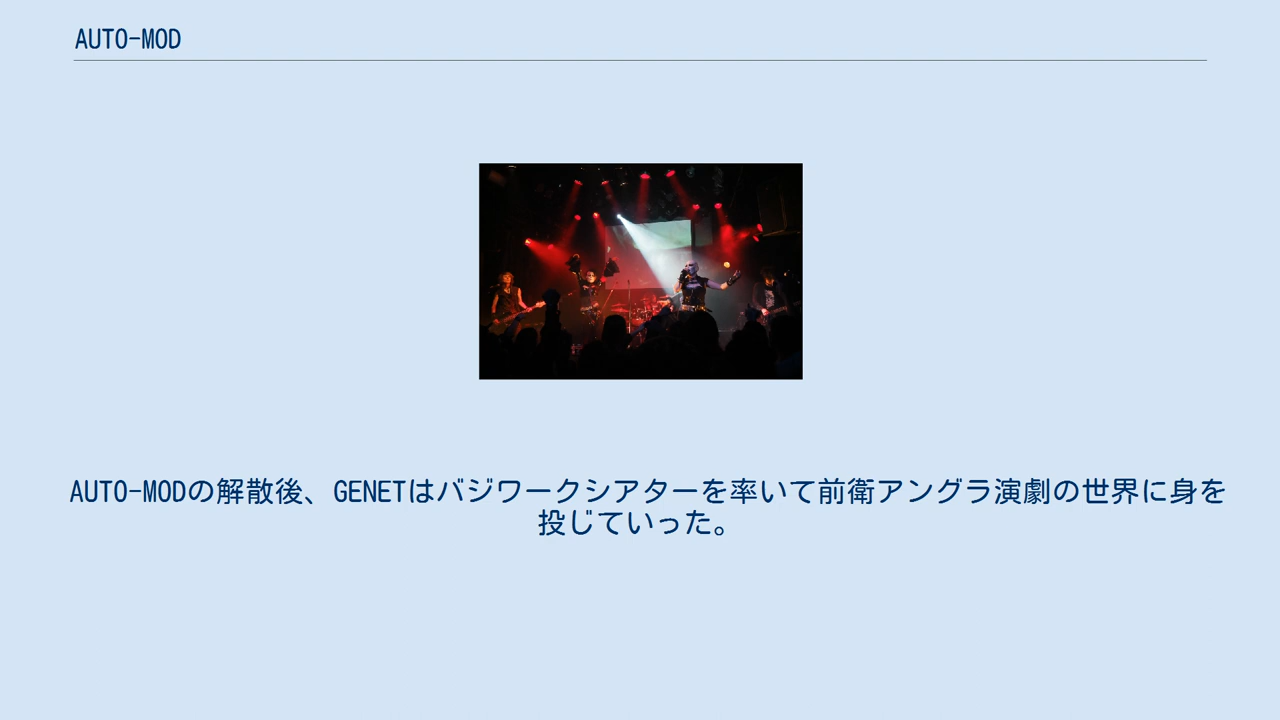 AUTO-MOD
AUTO-MODの解散後、GENETはバジワークシアターを率いて前衛アングラ演劇の世界に身を
投じていった。